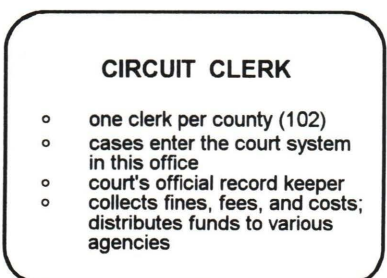 CIRCUIT CLERK
° one clerk per county (102)
° cases enter the court system
in this office
° court's official record keeper
° collects fines, fees, and costs;
distributes funds to various
agencies